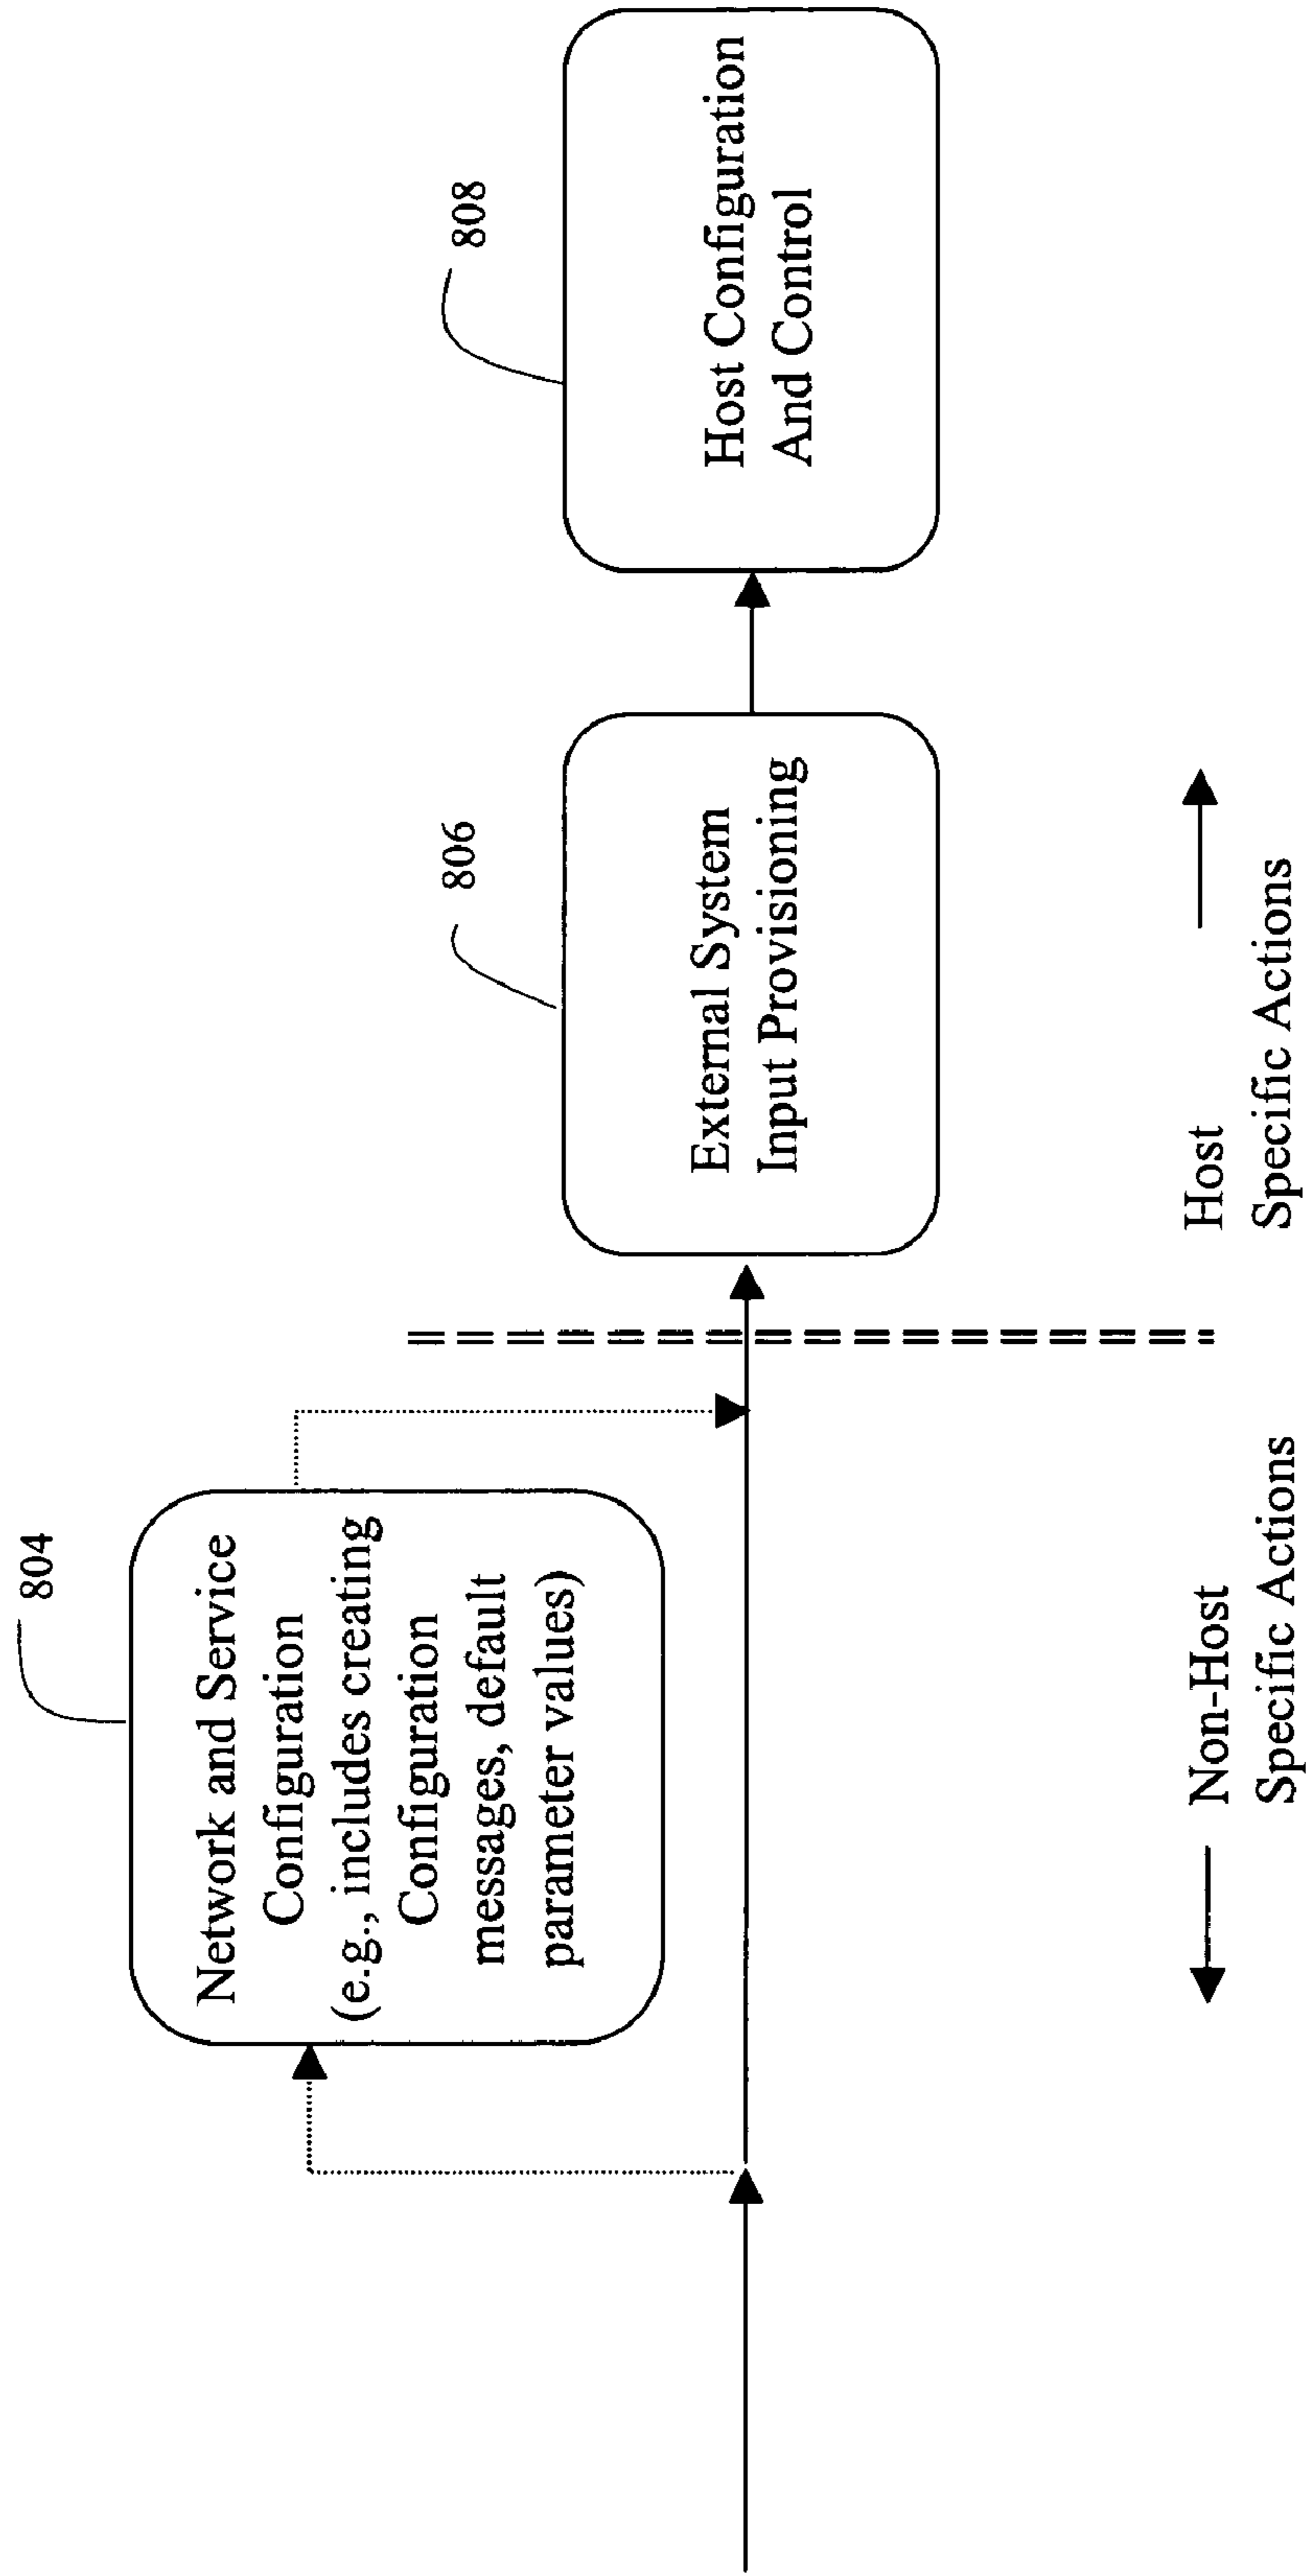 804
Network and Service
Configuration
(e.g., includes creating
Configuration
messages, default
parameter values)
806
External System
Input Provisioning
808
Host Configuration
And Control
Non-Host
Specific Actions
Host
Specific Actions